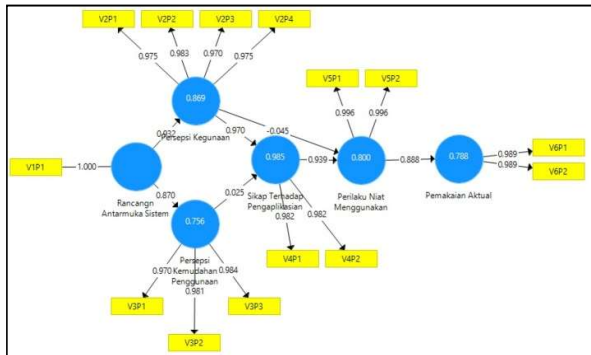 V2P1 V2P2 V2P3 V2P4
0.975 0.983 0.970 0.975
V5P1 V5P2
0.869
0.996 0.996
0.932 Persepsi Kegunaan -0.045
0.970
V1P1 1.000 0.985 0.939 0.800 0.888 0.788 0.989 V6P1
0.989 V6P2
Rancangn
Antarmuka Sistem
0.870 0.025
Sikap Terhadap
Pengaplikasian
Perilaku Niat
Menggunakan
Pemakaian Aktual
0.756
0.982 0.982
Persepsi
Kemudahan
Penggunaan
0.970 0.981 0.984
V4P1 V4P2
V3P1 V3P3
V3P2